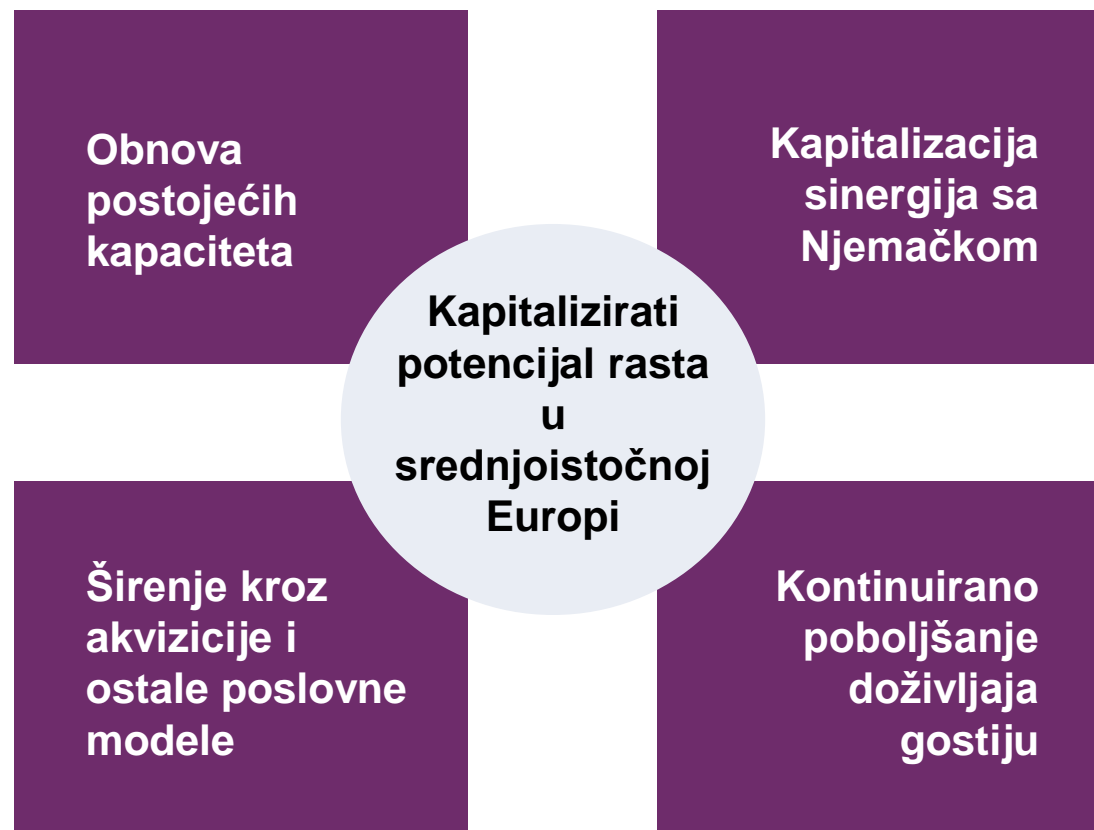 Obnova
postojećih
kapaciteta
Kapitalizacija
sinergija sa
Njemačkom
Kapitalizirati
potencijal rasta
u
srednjoistočnoj
Europi
Širenje kroz
akvizicije i
ostale poslovne
modele
Kontinuirano
poboljšanje
doživljaja
gostiju